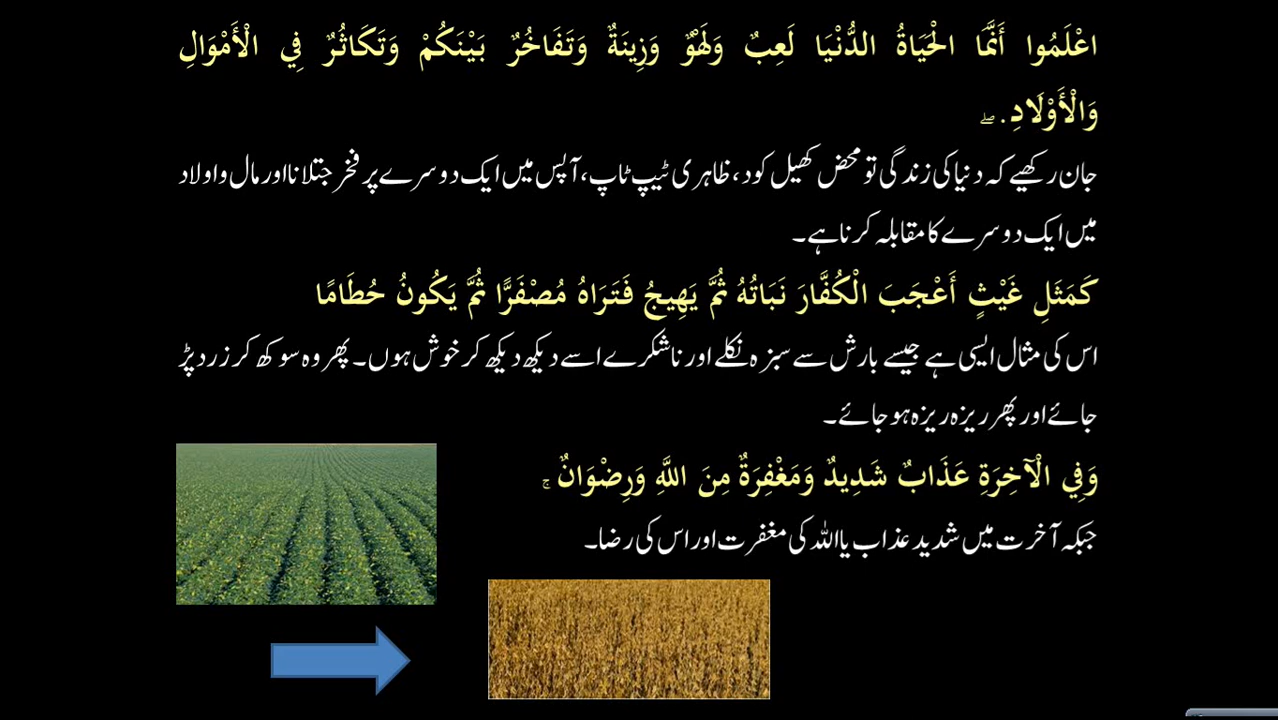 اعْلَمُوا أَنَّمَا الْحَيَاةُ الدُّنْيَا لَعِبٌ وَلَهْوٌ وَزِينَةٌ وَتَفَاخُرٌ بَيْنَكُمْ وَتَكَاثُرٌ فِي الْأَمْوَالِ
وَالْأَوْلَادِ. ۖ
جان رکھیے کہ دنیا کی زندگی تو محض کھیل کود، ظاہری ٹیپ ٹاپ، آپس میں ایک دوسرے پر فخر جتلانا اور مال و اولاد
میں ایک دوسرے کا مقابلہ کرنا ہے۔
كَمَثَلِ غَيْثٍ أَعْجَبَ الْكُفَّارَ نَبَاتُهُ ثُمَّ يَهِيجُ فَتَرَاهُ مُصْفَرًّا ثُمَّ يَكُونُ حُطَامًا
اس کی مثال ایسی ہے جیسے بارش سے سبزہ نکلے اور ناشکرے اسے دیکھ دیکھ کر خوش ہوں۔ پھر وہ سوکھ کر زرد پڑ
جائے اور پھر ریزہ ریزہ ہو جائے۔
وَفِي الْآخِرَةِ عَذَابٌ شَدِيدٌ وَمَغْفِرَةٌ مِنَ اللَّهِ وَرِضْوَانٌ ۚ
جبکہ آخرت میں شدید عذاب یا اللہ کی مغفرت اور اس کی رضا۔